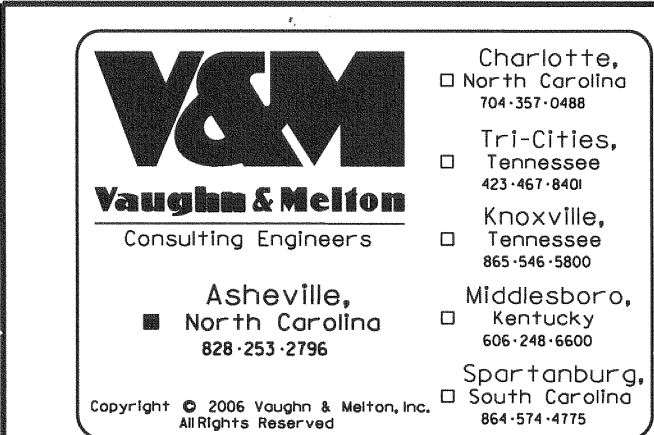 V&M
Vaughn & Melton
Consulting Engineers
Asheville,
North Carolina
828·253·2796
Copyright © 2006 Vaughn & Melton, Inc.
All Rights Reserved
Charlotte,
North Carolina
704·357·0488
Tri-Cities,
Tennessee
423·467·8401
Knoxville,
Tennessee
865·546·5800
Middlesboro,
Kentucky
606·248·6600
Spartanburg,
South Carolina
864·574·4775